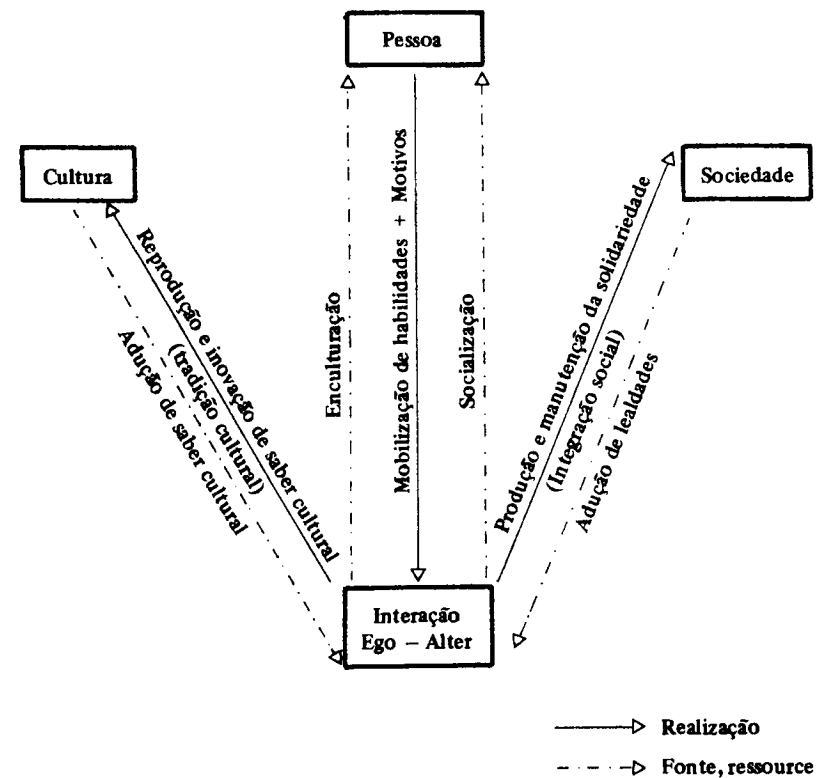 Pessoa
Cultura
Sociedade
Reprodução e inovação de saber cultural
(tradição cultural)
Adução de saber cultural
Enculturação
Mobilização de habilidades + Motivos
Socialização
Produção e manutenção da solidariedade
(Integração social)
Adução de lealdades
Interação
Ego – Alter
Realização
Fonte, ressource